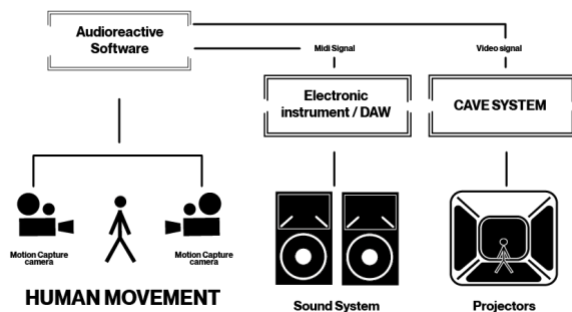 Audioreactive
Software
Midi Signal
Video signal
Electronic
instrument / DAW
CAVE SYSTEM
Motion Capture
camera
Motion Capture
camera
HUMAN MOVEMENT
Sound System
Projectors